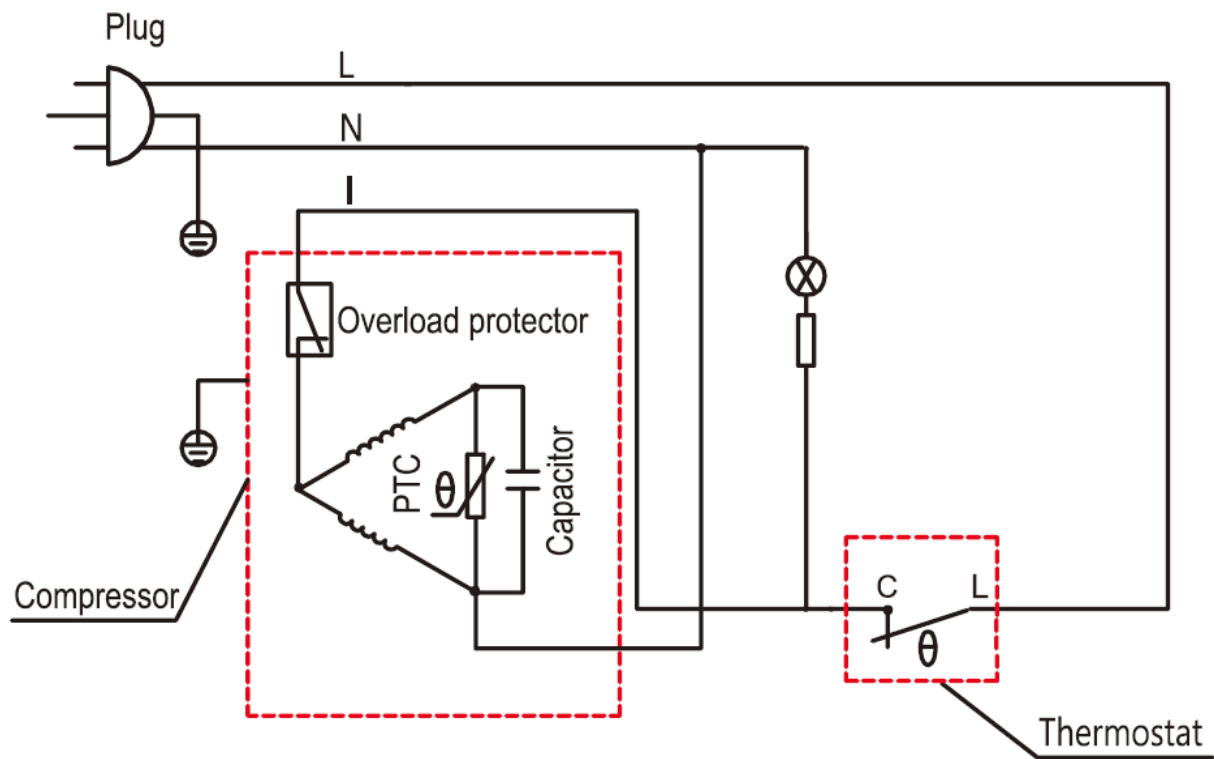 Plug
L
N
I
Overload protector
PTC
θ
Capacitor
Compressor
C
L
θ
Thermostat